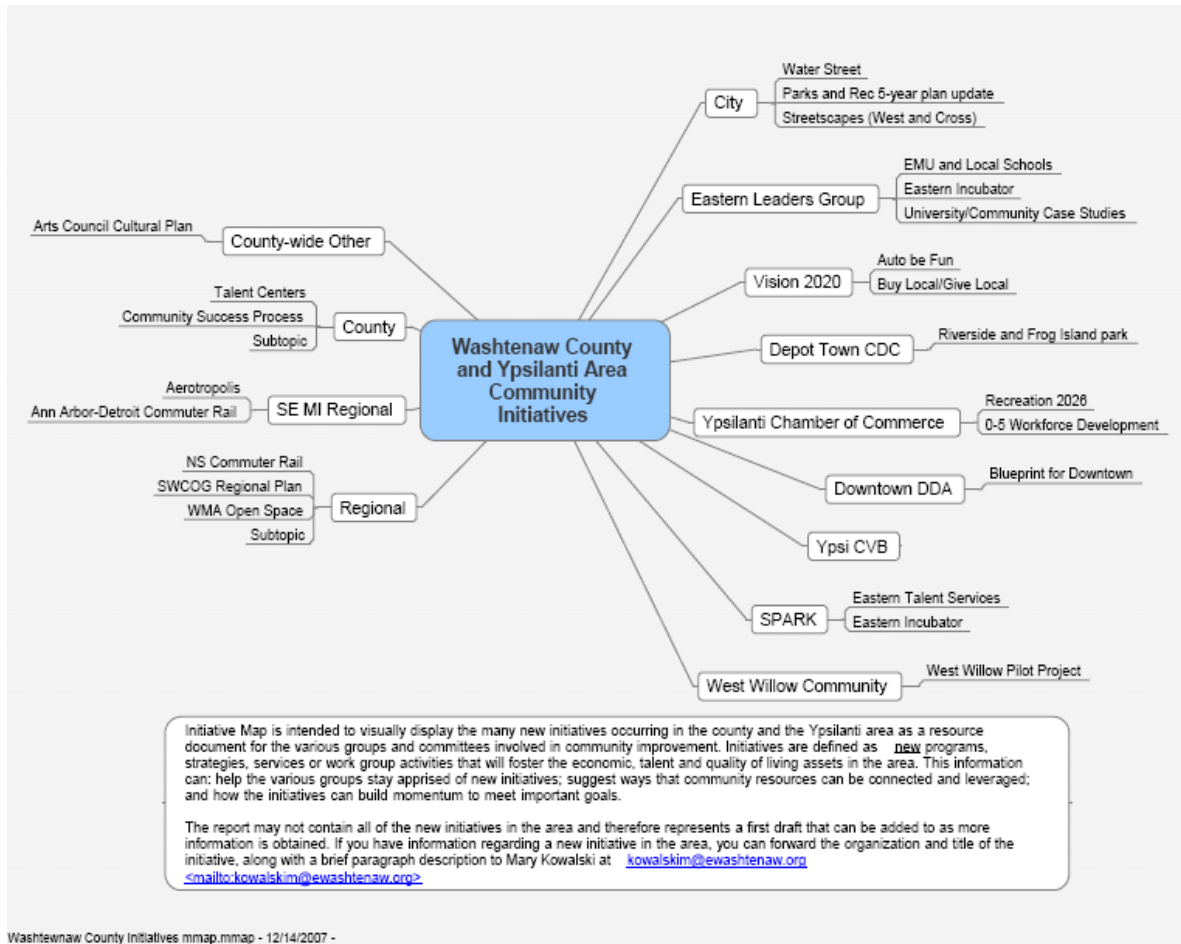 Water Street
Parks and Rec 5-year plan update
Streetscapes (West and Cross)
City
EMU and Local Schools
Eastern Incubator
University/Community Case Studies
Eastern Leaders Group
Auto be Fun
Buy Local/Give Local
Vision 2020
Riverside and Frog Island park
Depot Town CDC
Recreation 2026
0-5 Workforce Development
Ypsilanti Chamber of Commerce
Blueprint for Downtown
Downtown DDA
Ypsi CVB
Eastern Talent Services
Eastern Incubator
SPARK
West Willow Pilot Project
West Willow Community
Arts Council Cultural Plan
County-wide Other
Talent Centers
Community Success Process
Subtopic
County
Aerotropolis
Ann Arbor-Detroit Commuter Rail
SE MI Regional
NS Commuter Rail
SWCOG Regional Plan
WMA Open Space
Subtopic
Regional
Washtenaw County
and Ypsilanti Area
Community
Initiatives
Initiative Map is intended to visually display the many new initiatives occurring in the county and the Ypsilanti area as a resource
document for the various groups and committees involved in community improvement. Initiatives are defined as new programs,
strategies, services or work group activities that will foster the economic, talent and quality of living assets in the area. This information
can: help the various groups stay apprised of new initiatives; suggest ways that community resources can be connected and leveraged;
and how the initiatives can build momentum to meet important goals.
The report may not contain all of the new initiatives in the area and therefore represents a first draft that can be added to as more
information is obtained. If you have information regarding a new initiative in the area, you can forward the organization and title of the
initiative, along with a brief paragraph description to Mary Kowalski at kowalskim@ewashtenaw.org
<mailto:kowalskim@ewashtenaw.org>
Washtewnaw County Initiatives mmap.mmap - 12/14/2007 -